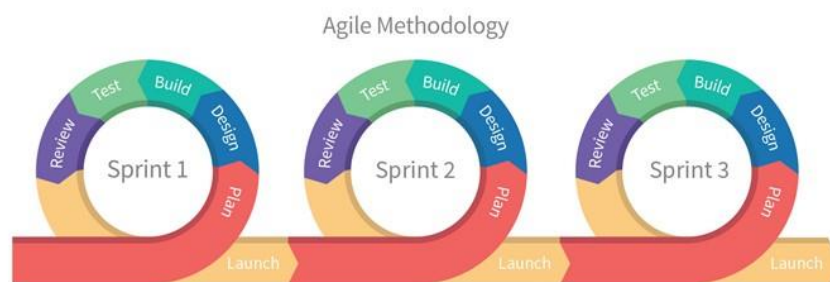 Agile Methodology
Test
Build
Review
Design
Sprint 1
Plan
Launch
Test
Build
Review
Design
Sprint 2
Plan
Launch
Test
Build
Review
Design
Sprint 3
Plan
Launch